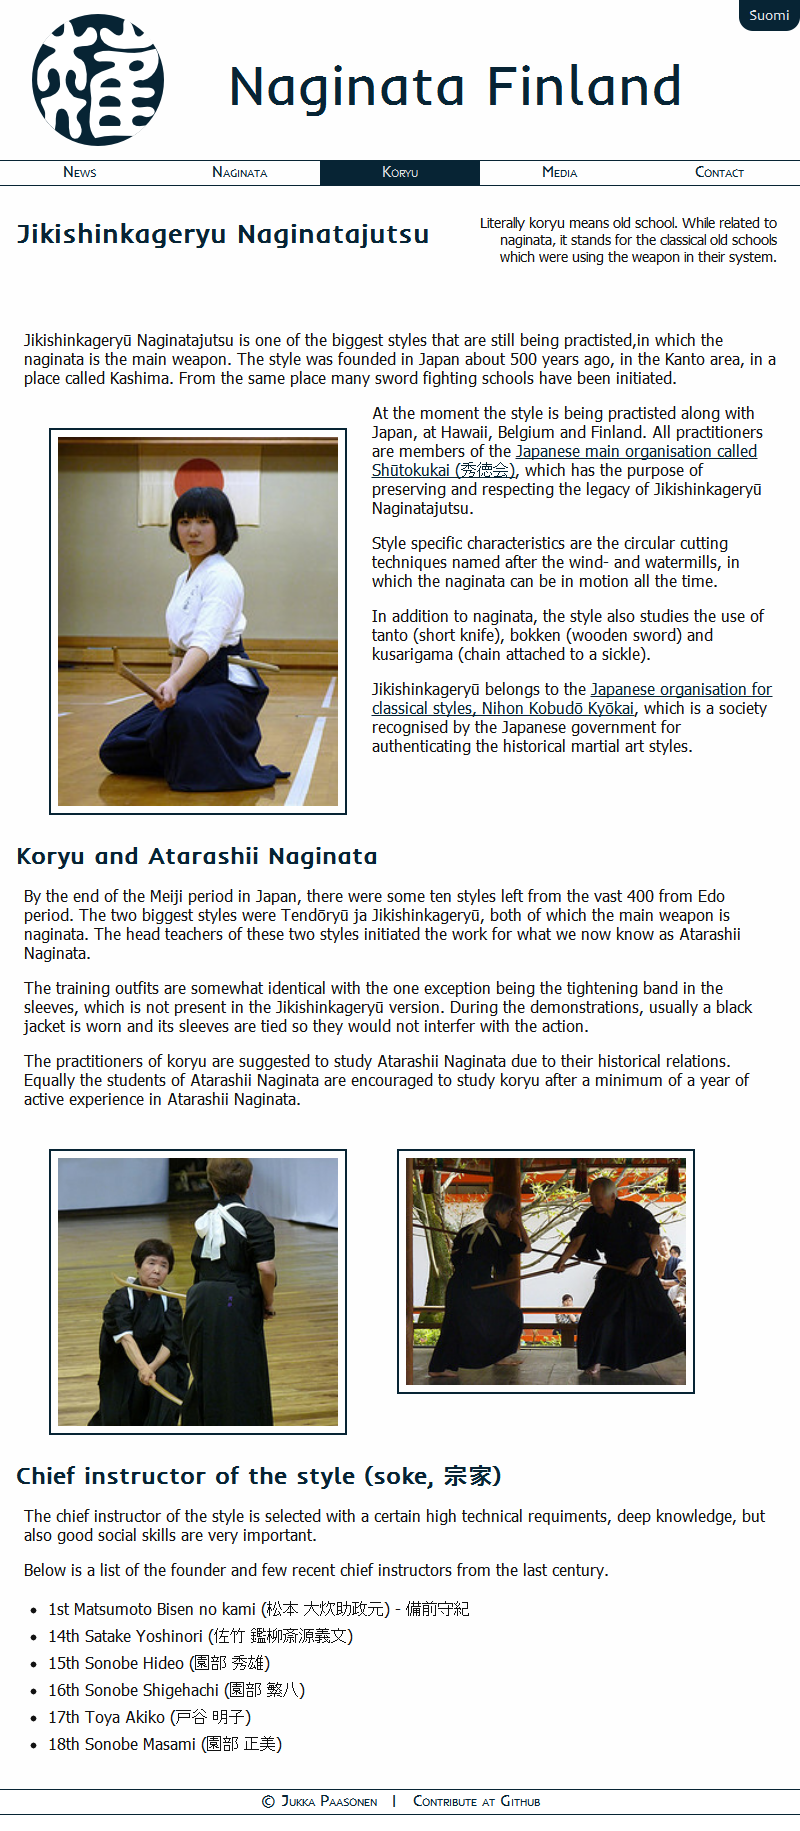 Suomi
Naginata Finland
News
Naginata
Koryu
Media
Contact
Jikishinkageryu Naginatajutsu
Literally koryu means old school. While related to
naginata, it stands for the classical old schools
which were using the weapon in their system.
Jikishinkageryū Naginatajutsu is one of the biggest styles that are still being practisted,in which the
naginata is the main weapon. The style was founded in Japan about 500 years ago, in the Kanto area, in a
place called Kashima. From the same place many sword fighting schools have been initiated.
At the moment the style is being practisted along with
Japan, at Hawaii, Belgium and Finland. All practitioners
are members of the Japanese main organisation called
Shūtokukai (秀徳会), which has the purpose of
preserving and respecting the legacy of Jikishinkageryū
Naginatajutsu.
Style specific characteristics are the circular cutting
techniques named after the wind- and watermills, in
which the naginata can be in motion all the time.
In addition to naginata, the style also studies the use of
tanto (short knife), bokken (wooden sword) and
kusarigama (chain attached to a sickle).
Jikishinkageryū belongs to the Japanese organisation for
classical styles, Nihon Kobudō Kyōkai, which is a society
recognised by the Japanese government for
authenticating the historical martial art styles.
Koryu and Atarashii Naginata
By the end of the Meiji period in Japan, there were some ten styles left from the vast 400 from Edo
period. The two biggest styles were Tendōryū ja Jikishinkageryū, both of which the main weapon is
naginata. The head teachers of these two styles initiated the work for what we now know as Atarashii
Naginata.
The training outfits are somewhat identical with the one exception being the tightening band in the
sleeves, which is not present in the Jikishinkageryū version. During the demonstrations, usually a black
jacket is worn and its sleeves are tied so they would not interfer with the action.
The practitioners of koryu are suggested to study Atarashii Naginata due to their historical relations.
Equally the students of Atarashii Naginata are encouraged to study koryu after a minimum of a year of
active experience in Atarashii Naginata.
Chief instructor of the style (soke, 宗家)
The chief instructor of the style is selected with a certain high technical requiments, deep knowledge, but
also good social skills are very important.
Below is a list of the founder and few recent chief instructors from the last century.
• 1st Matsumoto Bisen no kami (松本 大炊助政元) - 備前守紀
• 14th Satake Yoshinori (佐竹 鑑柳斎源義文)
• 15th Sonobe Hideo (園部 秀雄)
• 16th Sonobe Shigehachi (園部 繁八)
• 17th Toya Akiko (戸谷 明子)
• 18th Sonobe Masami (園部 正美)
© Jukka Paasonen | Contribute at Github